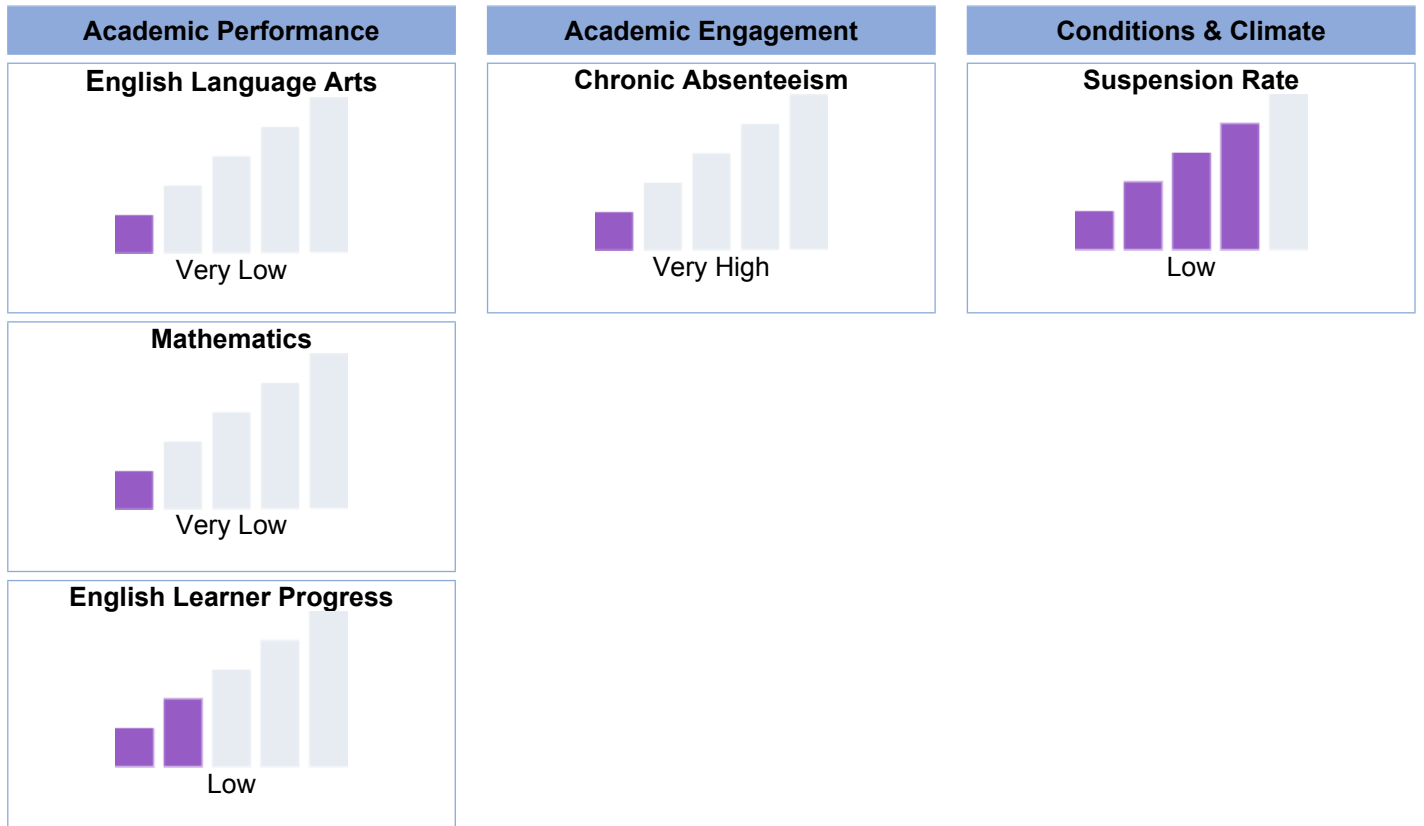 Academic Performance
English Language Arts
Very Low
Mathematics
Very Low
English Learner Progress
Low
Academic Engagement
Chronic Absenteeism
Very High
Conditions & Climate
Suspension Rate
Low